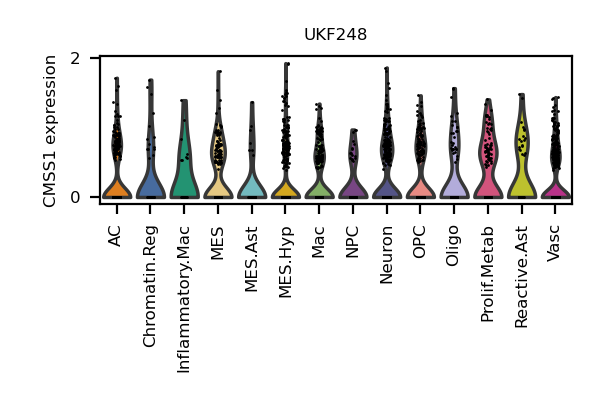 UKF248
CMSS1 expression
2
0
AC
Chromatin.Reg
Inflammatory.Mac
MES
MES.Ast
MES.Hyp
Mac
NPC
Neuron
OPC
Oligo
Prolif.Metab
Reactive.Ast
Vasc